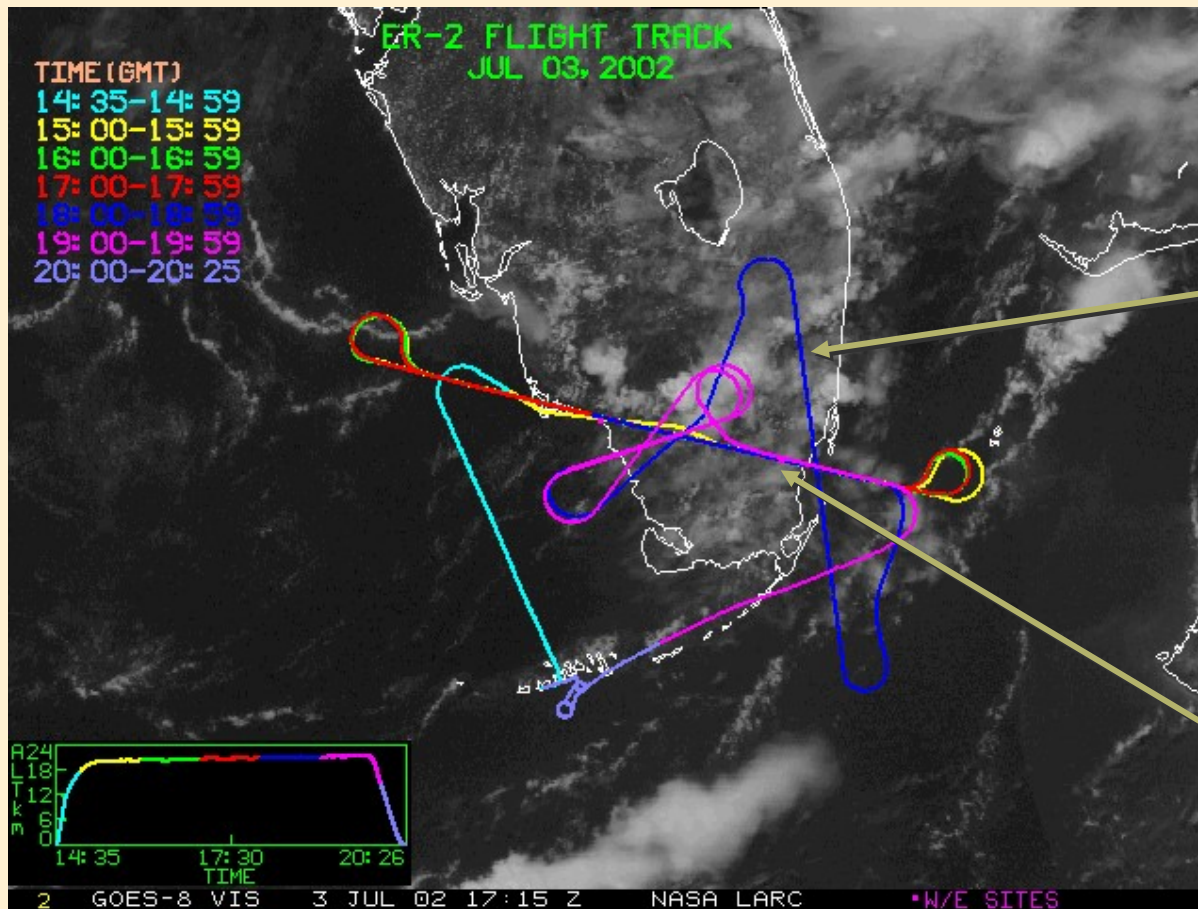 ER-2 FLIGHT TRACK
JUL 03,2002
TIME(GMT)
14:35-14:59
15:00-15:59
16:00-16:59
17:00-17:59
18:00-18:59
19:00-19:59
20:00-20:25
ALT km
24
18
12
6
0
14:35 17:30 20:26
TIME
2 GOES-8 VIS 3 JUL 02 17:15 Z NASA LARC •W/E SITES